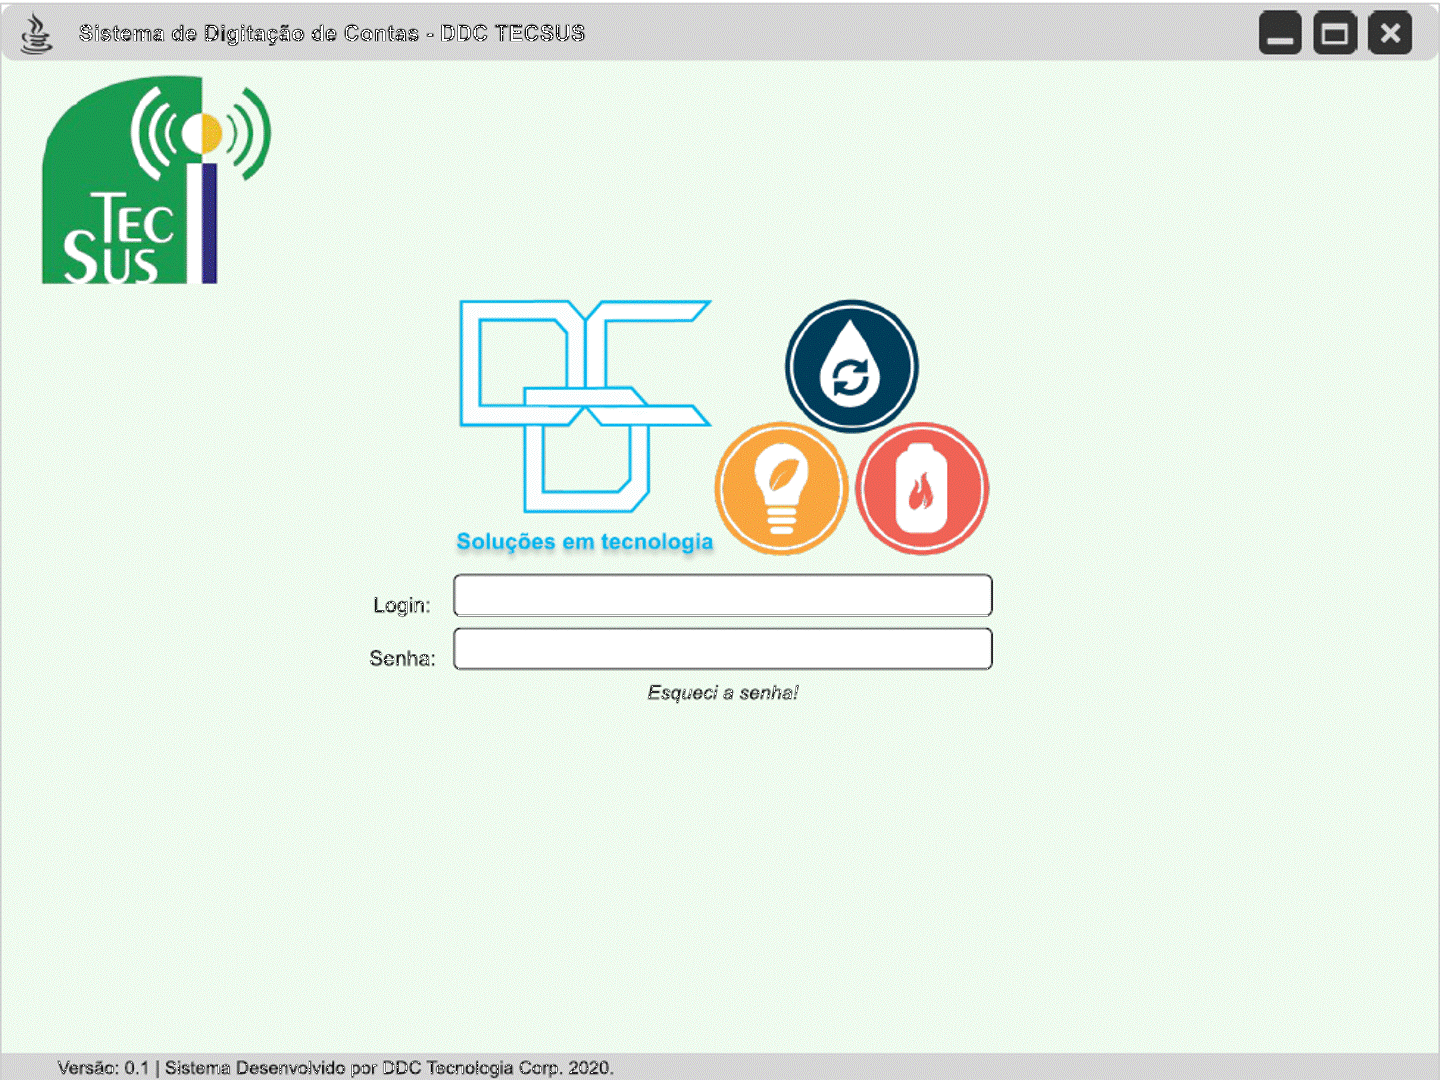 Sistema de Digitação de Contas - DDC TECSUS
TEC
SUS
DDC
Soluções em tecnologia
Login:
Senha:
Esqueci a senha!
Versão: 0.1 | Sistema Desenvolvido por DDC Tecnologia Corp. 2020.